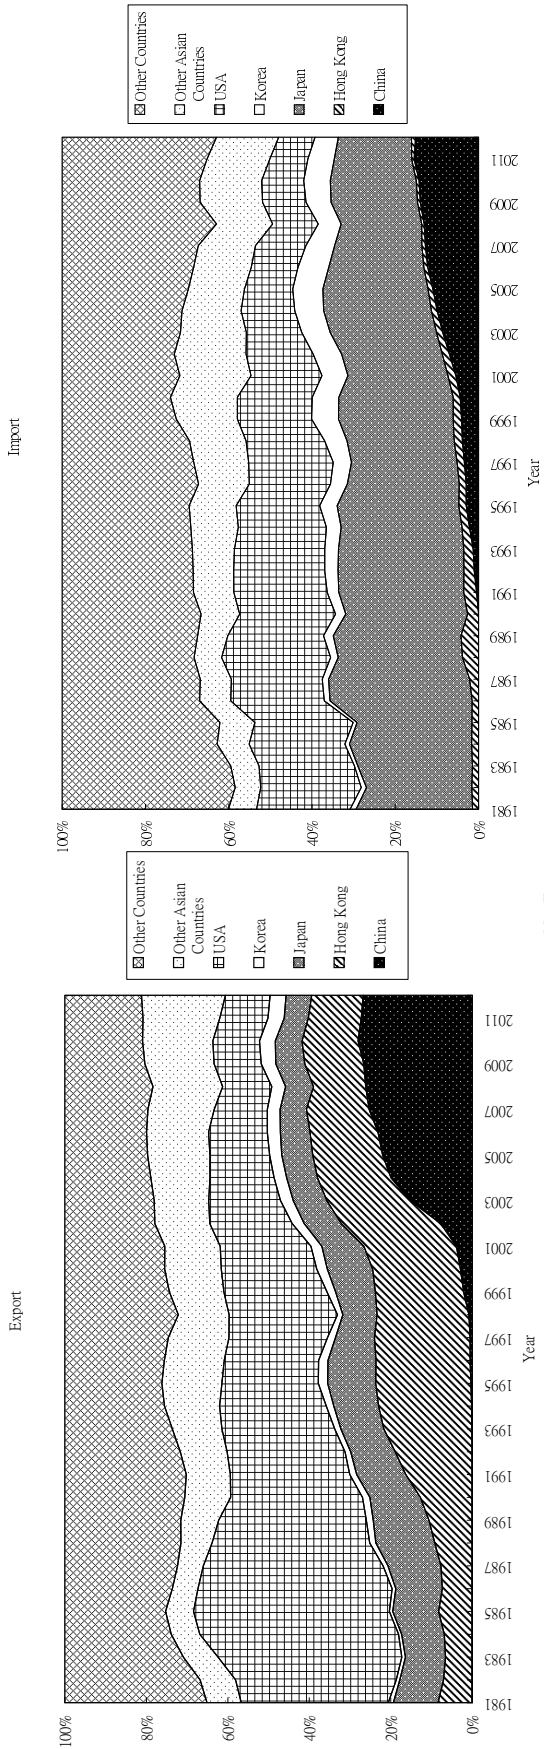 Export
100%
80%
60%
40%
20%
0%
1981
1983
1985
1987
1989
1991
1993
1995
1997
1999
2001
2003
2005
2007
2009
2011
Year
Other Countries
Other Asian
Countries
USA
Korea
Japan
Hong Kong
China
Import
100%
80%
60%
40%
20%
0%
1981
1983
1985
1987
1989
1991
1993
1995
1997
1999
2001
2003
2005
2007
2009
2011
Year
Other Countries
Other Asian
Countries
USA
Korea
Japan
Hong Kong
China